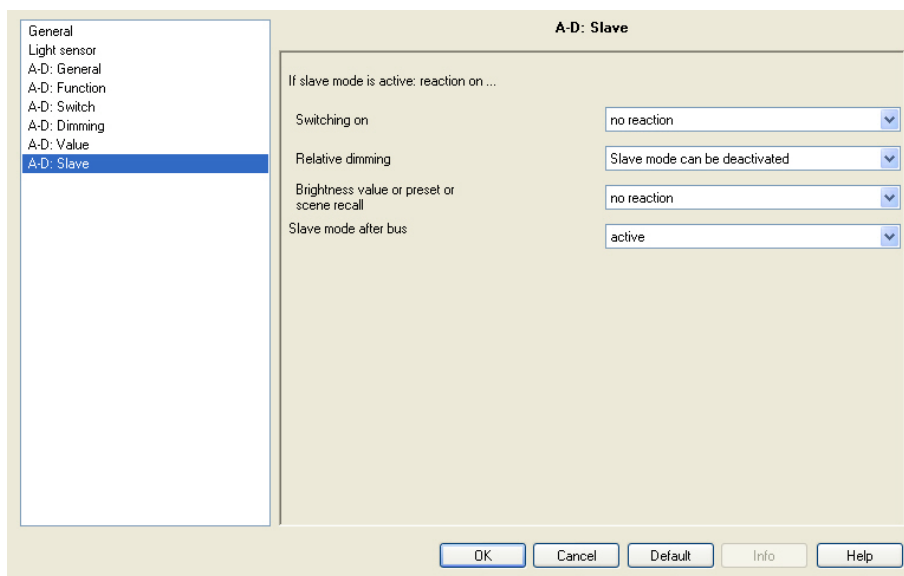 General
Light sensor
A-D: General
A-D: Function
A-D: Switch
A-D: Dimming
A-D: Value
A-D: Slave
A-D: Slave
If slave mode is active: reaction on ...
Switching on
no reaction
Relative dimming
Slave mode can be deactivated
Brightness value or preset or
scene recall
no reaction
Slave mode after bus
active
OK
Cancel
Default
Info
Help